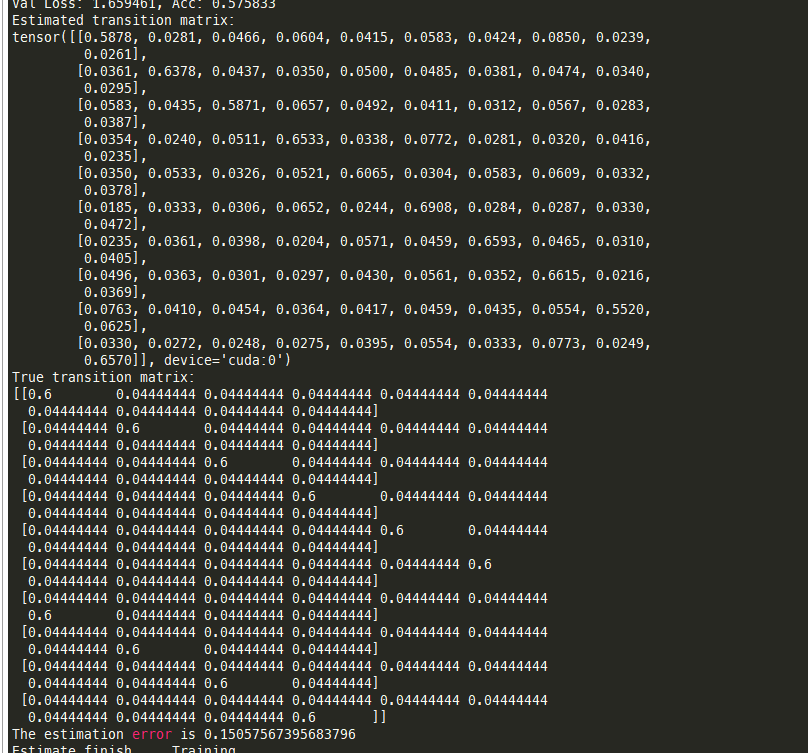 Val Loss: 1.659461, Acc: 0.575833
Estimated transition matrix:
tensor([[0.5878, 0.0281, 0.0466, 0.0604, 0.0415, 0.0583, 0.0424, 0.0850, 0.0239,
0.0261],
[0.0361, 0.6378, 0.0437, 0.0350, 0.0500, 0.0485, 0.0381, 0.0474, 0.0340,
0.0295],
[0.0583, 0.0435, 0.5871, 0.0657, 0.0492, 0.0411, 0.0312, 0.0567, 0.0283,
0.0387],
[0.0354, 0.0240, 0.0511, 0.6533, 0.0338, 0.0772, 0.0281, 0.0320, 0.0416,
0.0235],
[0.0350, 0.0533, 0.0326, 0.0521, 0.6065, 0.0304, 0.0583, 0.0609, 0.0332,
0.0378],
[0.0185, 0.0333, 0.0306, 0.0652, 0.0244, 0.6908, 0.0284, 0.0287, 0.0330,
0.0472],
[0.0235, 0.0361, 0.0398, 0.0204, 0.0571, 0.0459, 0.6593, 0.0465, 0.0310,
0.0405],
[0.0496, 0.0363, 0.0301, 0.0297, 0.0430, 0.0561, 0.0352, 0.6615, 0.0216,
0.0369],
[0.0763, 0.0410, 0.0454, 0.0364, 0.0417, 0.0459, 0.0435, 0.0554, 0.5520,
0.0625],
[0.0330, 0.0272, 0.0248, 0.0275, 0.0395, 0.0554, 0.0333, 0.0773, 0.0249,
0.6570]], device='cuda:0')
True transition matrix:
[[0.6 0.04444444 0.04444444 0.04444444 0.04444444 0.04444444
0.04444444 0.04444444 0.04444444 0.04444444]
[0.04444444 0.6 0.04444444 0.04444444 0.04444444 0.04444444
0.04444444 0.04444444 0.04444444 0.04444444]
[0.04444444 0.04444444 0.6 0.04444444 0.04444444 0.04444444
0.04444444 0.04444444 0.04444444 0.04444444]
[0.04444444 0.04444444 0.04444444 0.6 0.04444444 0.04444444
0.04444444 0.04444444 0.04444444 0.04444444]
[0.04444444 0.04444444 0.04444444 0.04444444 0.6 0.04444444
0.04444444 0.04444444 0.04444444 0.04444444]
[0.04444444 0.04444444 0.04444444 0.04444444 0.04444444 0.6
0.04444444 0.04444444 0.04444444 0.04444444]
[0.04444444 0.04444444 0.04444444 0.04444444 0.04444444 0.04444444
0.6 0.04444444 0.04444444 0.04444444]
[0.04444444 0.04444444 0.04444444 0.04444444 0.04444444 0.04444444
0.04444444 0.6 0.04444444 0.04444444]
[0.04444444 0.04444444 0.04444444 0.04444444 0.04444444 0.04444444
0.04444444 0.04444444 0.6 0.04444444]
[0.04444444 0.04444444 0.04444444 0.04444444 0.04444444 0.04444444
0.04444444 0.04444444 0.04444444 0.6 ]]
The estimation error is 0.15057567395683796
Estimate finish.....Training